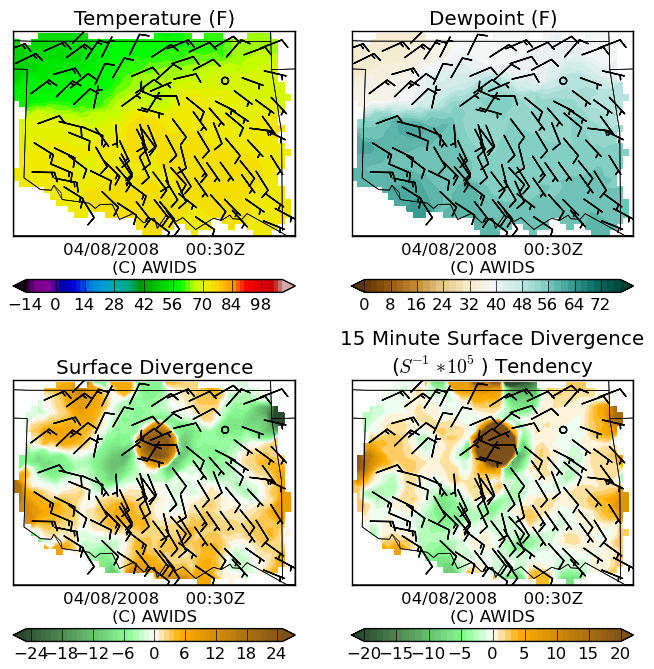 Temperature (F)
Dewpoint (F)
04/08/2008 00:30Z
(C) AWIDS
−14 0 14 28 42 56 70 84 98
04/08/2008 00:30Z
(C) AWIDS
0 8 16 24 32 40 48 56 64 72
Surface Divergence
15 Minute Surface Divergence
(S⁻¹ *10⁵ ) Tendency
04/08/2008 00:30Z
(C) AWIDS
−24 −18 −12 −6 0 6 12 18 24
04/08/2008 00:30Z
(C) AWIDS
−20 −15 −10 −5 0 5 10 15 20